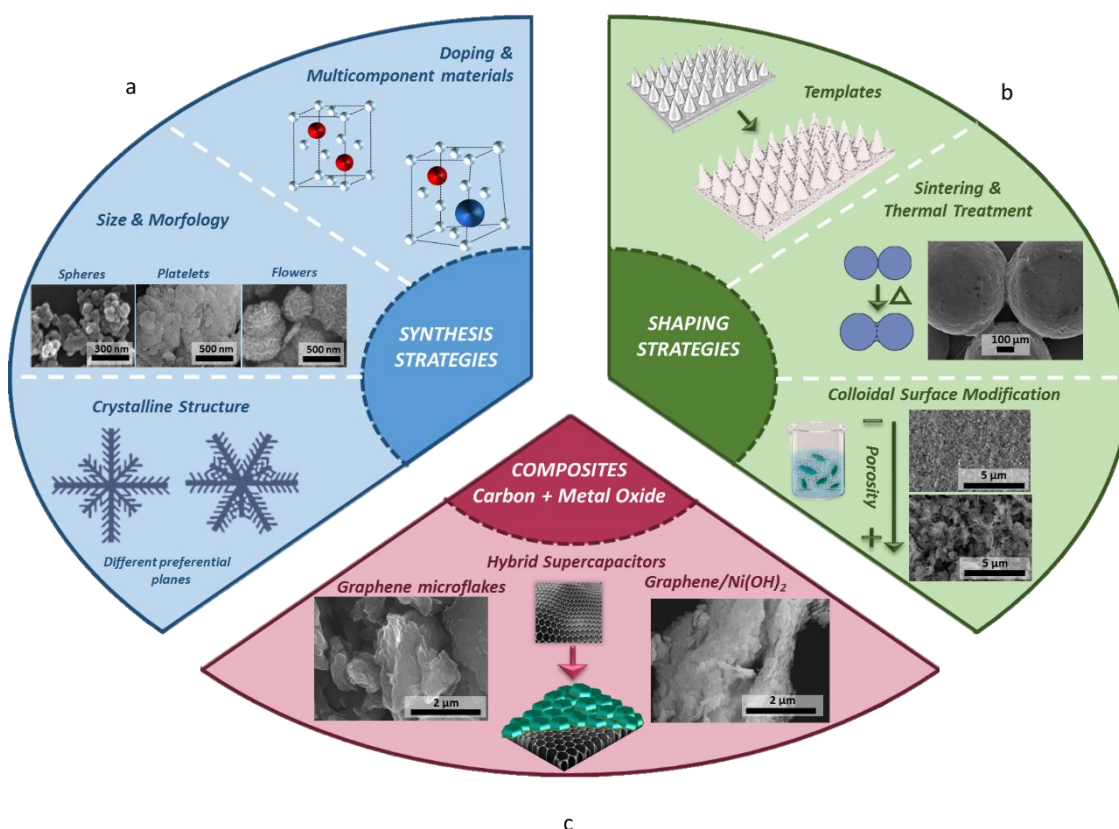 a
Doping &
Multicomponent materials
Size & Morfology
Spheres
Platelets
Flowers
300 nm
500 nm
500 nm
SYNTHESIS
STRATEGIES
Crystalline Structure
Different preferential
planes
b
Templates
Sintering &
Thermal Treatment
Δ
100 µm
SHAPING
STRATEGIES
Colloidal Surface Modification
−
Porosity
+
5 µm
5 µm
COMPOSITES
Carbon + Metal Oxide
Hybrid Supercapacitors
Graphene microflakes
Graphene/Ni(OH)₂
2 µm
2 µm
c